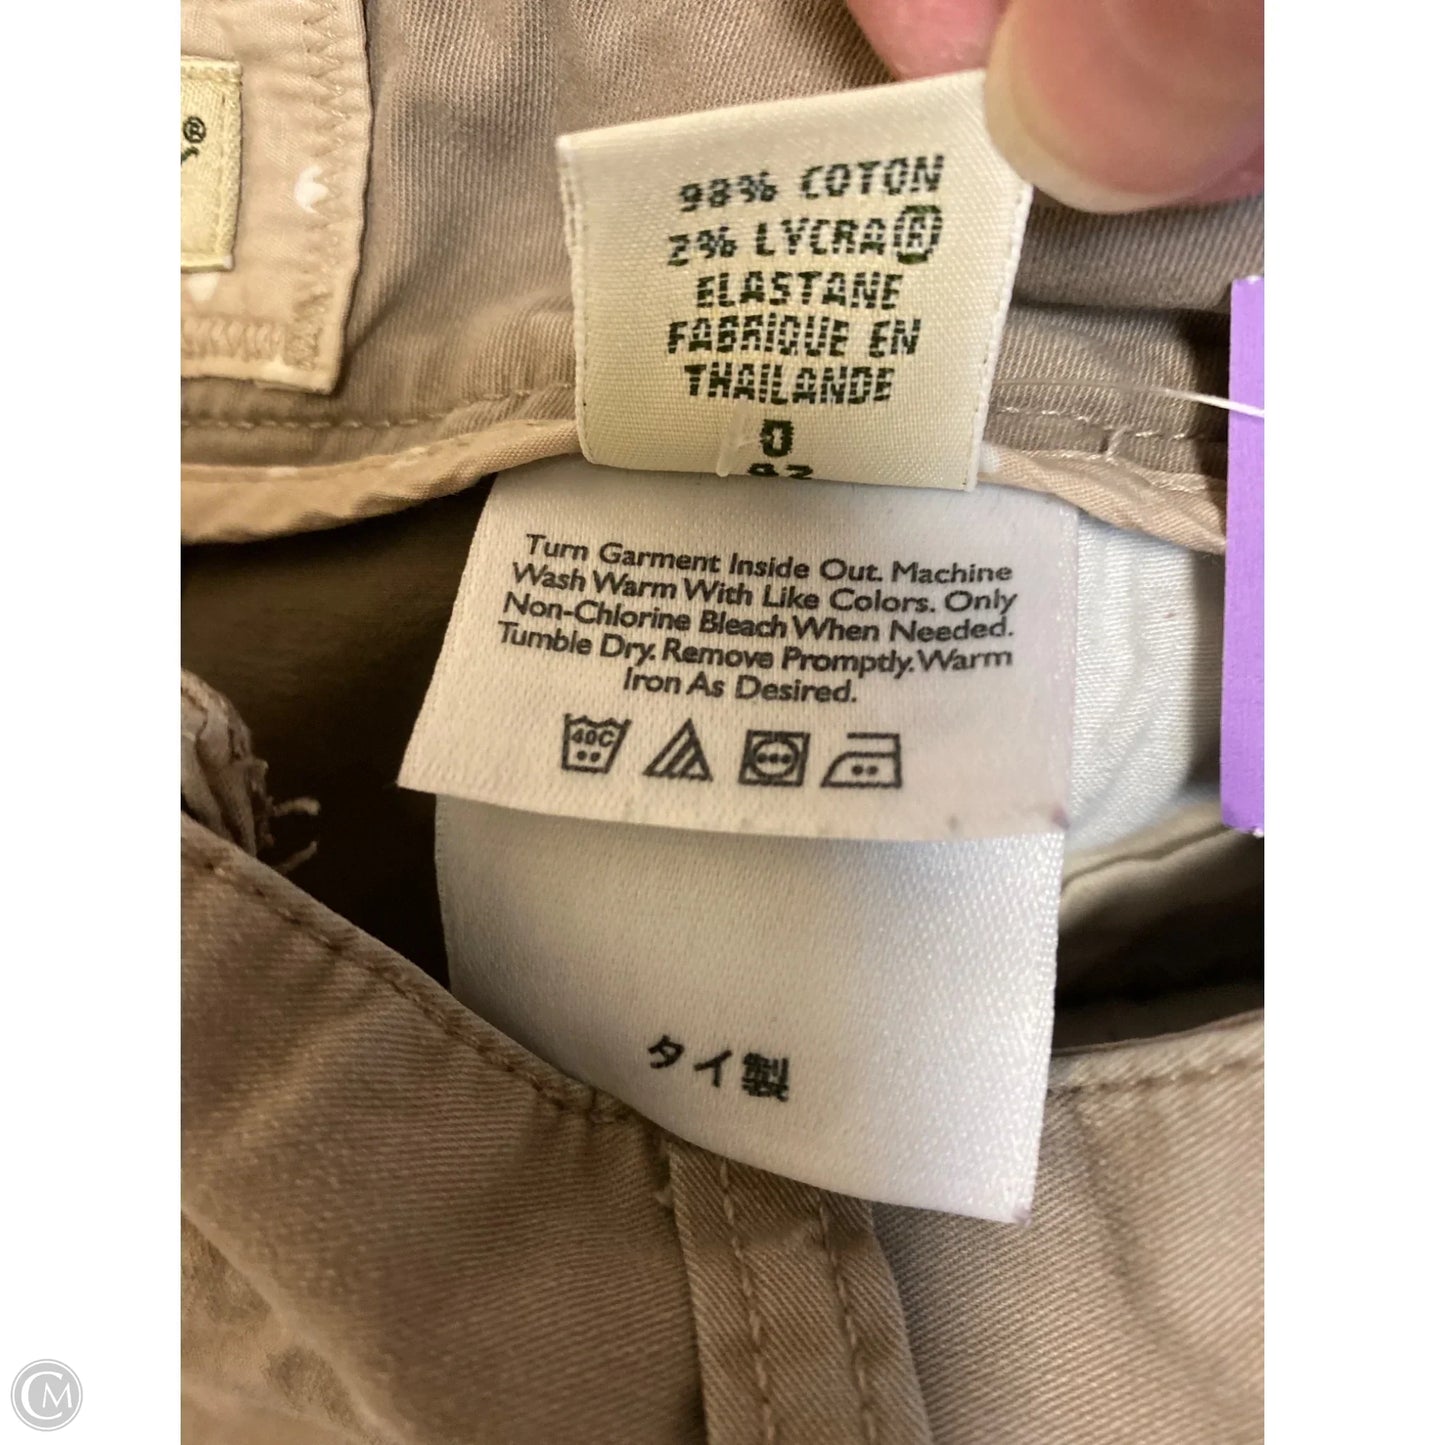 98% COTON
2% LYCRA®
ELASTANE
FABRIQUE EN
THAILANDE
0
Turn Garment Inside Out. Machine
Wash Warm With Like Colors. Only
Non-Chlorine Bleach When Needed.
Tumble Dry. Remove Promptly. Warm
Iron As Desired.
40C
タイ製
CM